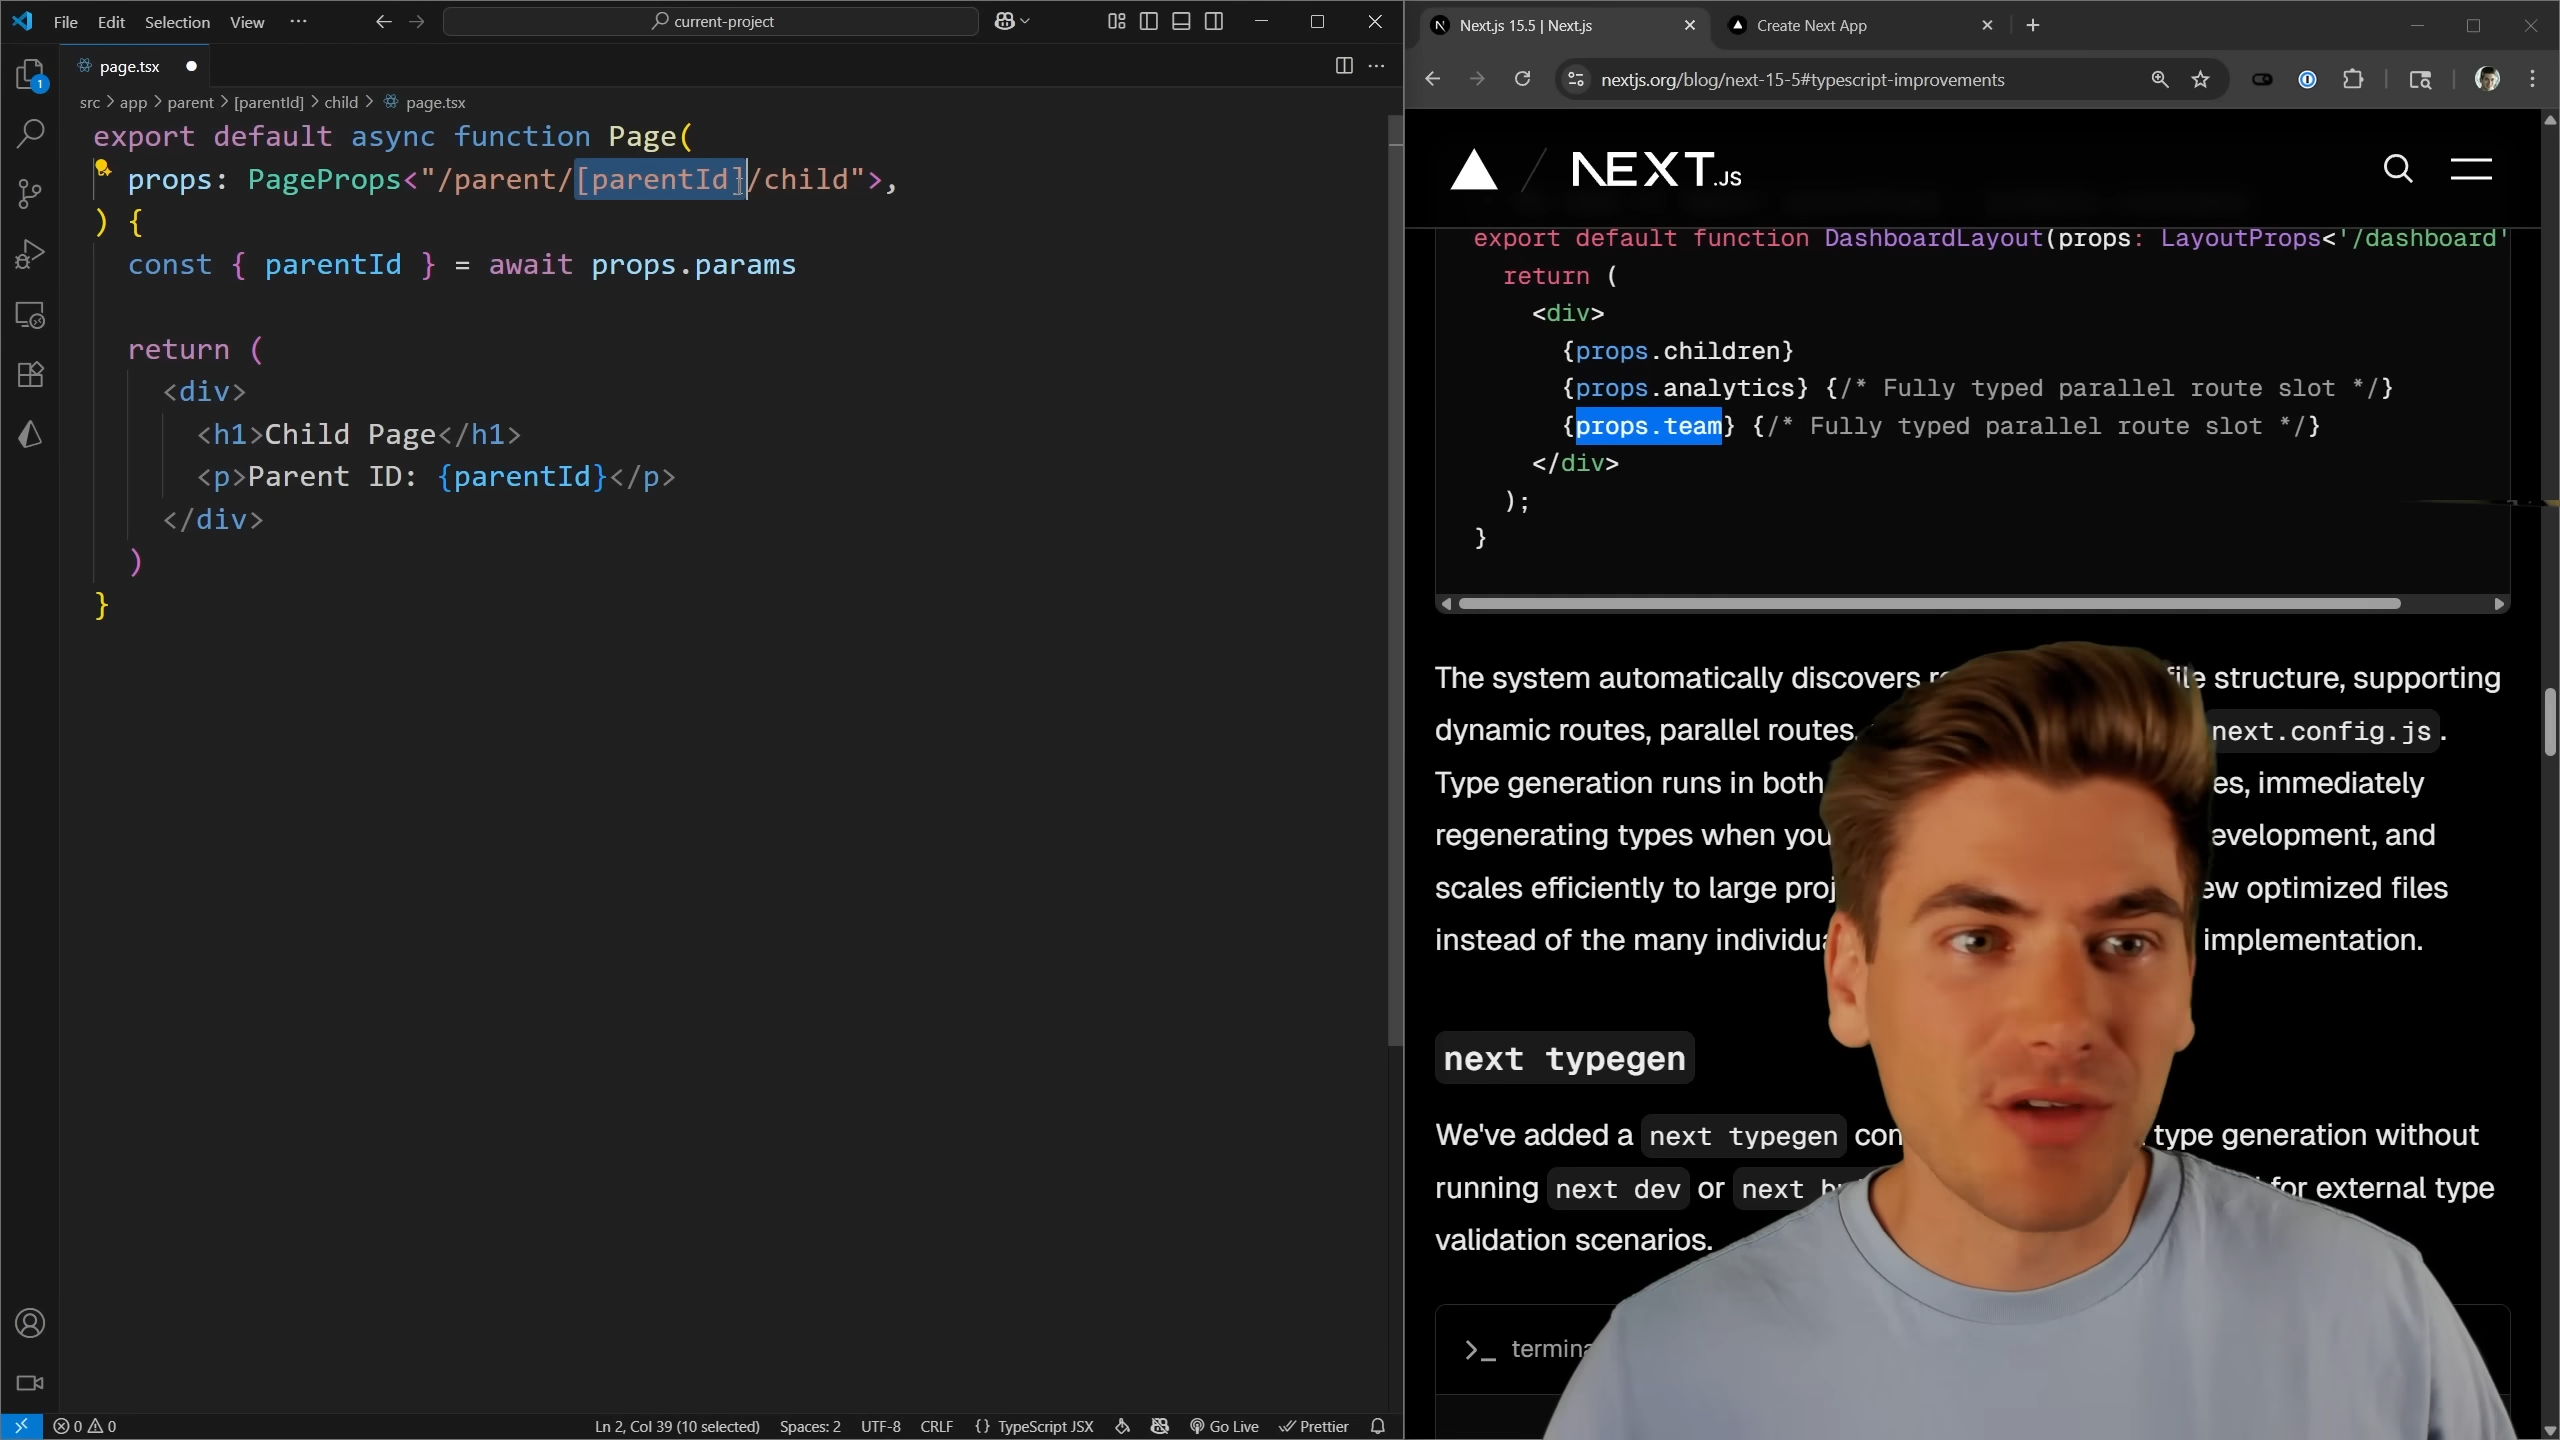 File Edit Selection View ··· current-project
page.tsx
src > app > parent > [parentId] > child > page.tsx
export default async function Page(
props: PageProps<"/parent/[parentId]/child">,
) {
const { parentId } = await props.params
return (
<div>
<h1>Child Page</h1>
<p>Parent ID: {parentId}</p>
</div>
)
}
1
0 0 Ln 2, Col 39 (10 selected) Spaces: 2 UTF-8 CRLF {} TypeScript JSX Go Live Prettier
Next.js 15.5 | Next.js Create Next App
nextjs.org/blog/next-15-5#typescript-improvements
NEXT.JS
export default function DashboardLayout(props: LayoutProps<'/dashboard'
return (
<div>
{props.children}
{props.analytics} {/* Fully typed parallel route slot */}
{props.team} {/* Fully typed parallel route slot */}
</div>
);
}
The system automatically discovers file structure, supporting
dynamic routes, parallel routes, next.config.js.
Type generation runs in both immediately
regenerating types when you and
scales efficiently to large optimized files
instead of the many implementation.
next typegen
We've added a next typegen type generation without
running next dev or next for external type
validation scenarios.
>_